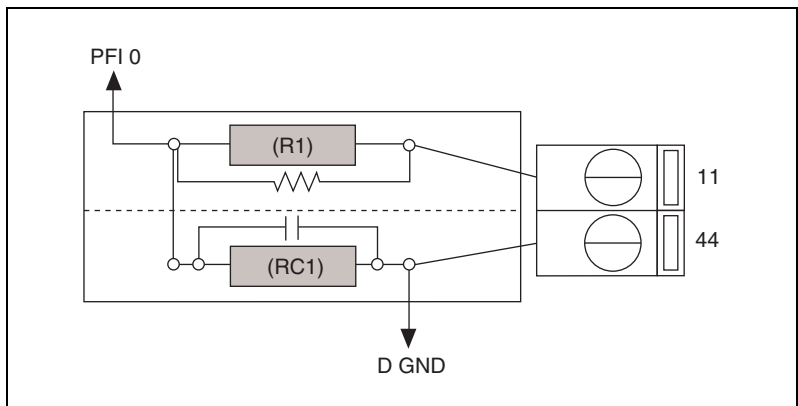 PFI 0
(R1)
11
44
(RC1)
D GND